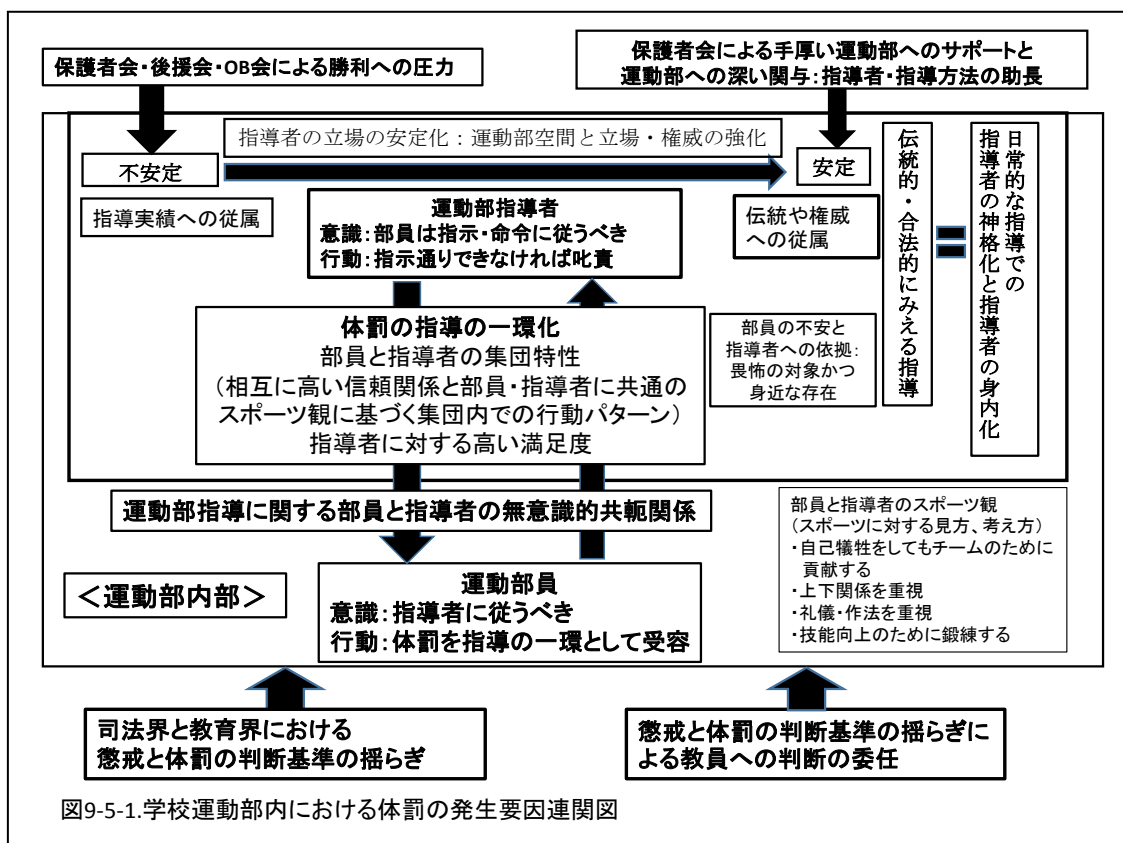 保護者会・後援会・OB会による勝利への圧力
保護者会による手厚い運動部へのサポートと
運動部への深い関与：指導者・指導方法の助長
指導者の立場の安定化：運動部空間と立場・権威の強化
不安定
安定
指導実績への従属
運動部指導者
意識：部員は指示・命令に従うべき
行動：指示通りできなければ叱責
伝統や権威
への従属
伝統的・合法的にみえる指導
日常的な指導での
指導者の神格化と指導者の身内化
体罰の指導の一環化
部員と指導者の集団特性
（相互に高い信頼関係と部員・指導者に共通の
スポーツ観に基づく集団内での行動パターン）
指導者に対する高い満足度
部員の不安と
指導者への依拠：
畏怖の対象かつ
身近な存在
運動部指導に関する部員と指導者の無意識的共軛関係
＜運動部内部＞
運動部員
意識：指導者に従うべき
行動：体罰を指導の一環として受容
部員と指導者のスポーツ観
（スポーツに対する見方、考え方）
・自己犠牲をしてもチームのために
貢献する
・上下関係を重視
・礼儀・作法を重視
・技能向上のために鍛練する
司法界と教育界における
懲戒と体罰の判断基準の揺らぎ
懲戒と体罰の判断基準の揺らぎに
よる教員への判断の委任
図9-5-1.学校運動部内における体罰の発生要因連関図